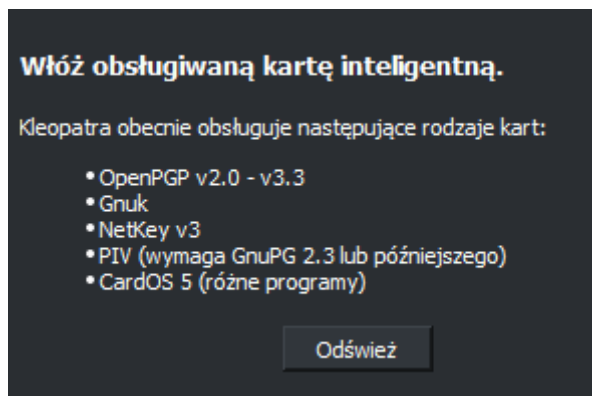 Włóż obsługiwaną kartę inteligentną.
Kleopatra obecnie obsługuje następujące rodzaje kart:
• OpenPGP v2.0 - v3.3
• Gnuk
• NetKey v3
• PIV (wymaga GnuPG 2.3 lub późniejszego)
• CardOS 5 (różne programy)
Odśwież